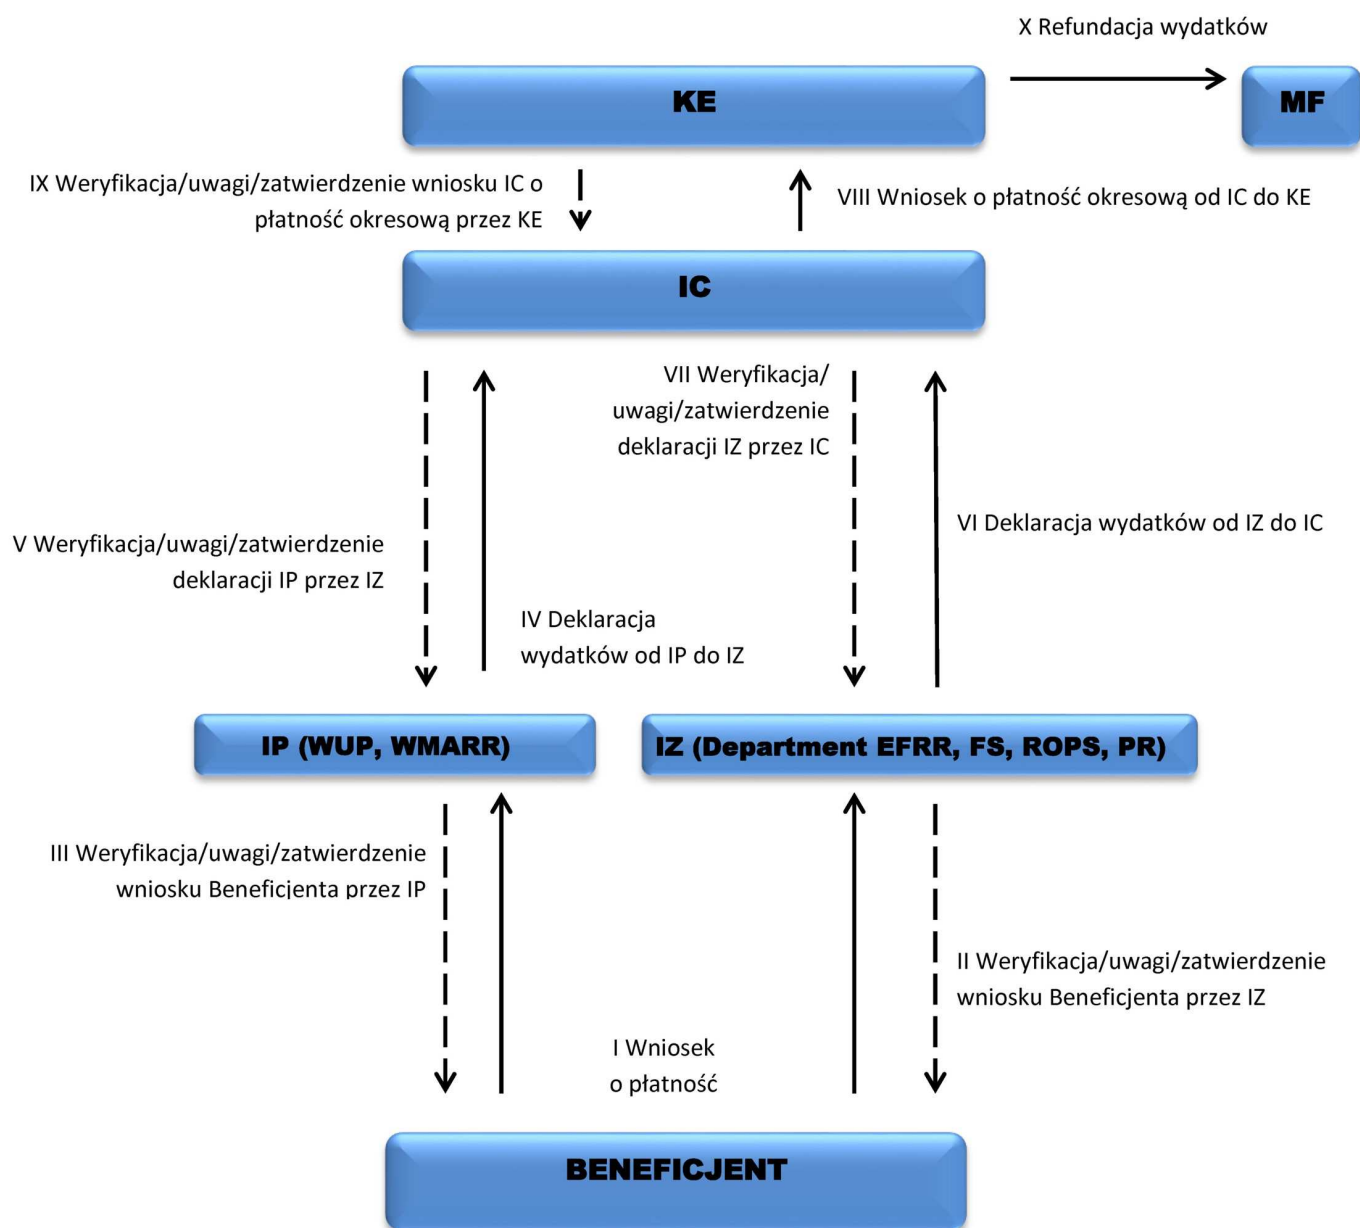 X Refundacja wydatków
KE
MF
IX Weryfikacja/uwagi/zatwierdzenie wniosku IC o
płatność okresową przez KE
VIII Wniosek o płatność okresową od IC do KE
IC
VII Weryfikacja/
uwagi/zatwierdzenie
deklaracji IZ przez IC
VI Deklaracja wydatków od IZ do IC
V Weryfikacja/uwagi/zatwierdzenie
deklaracji IP przez IZ
IV Deklaracja
wydatków od IP do IZ
IP (WUP, WMARR)
IZ (Department EFRR, FS, ROPS, PR)
III Weryfikacja/uwagi/zatwierdzenie
wniosku Beneficjenta przez IP
II Weryfikacja/uwagi/zatwierdzenie
wniosku Beneficjenta przez IZ
I Wniosek
o płatność
BENEFICJENT